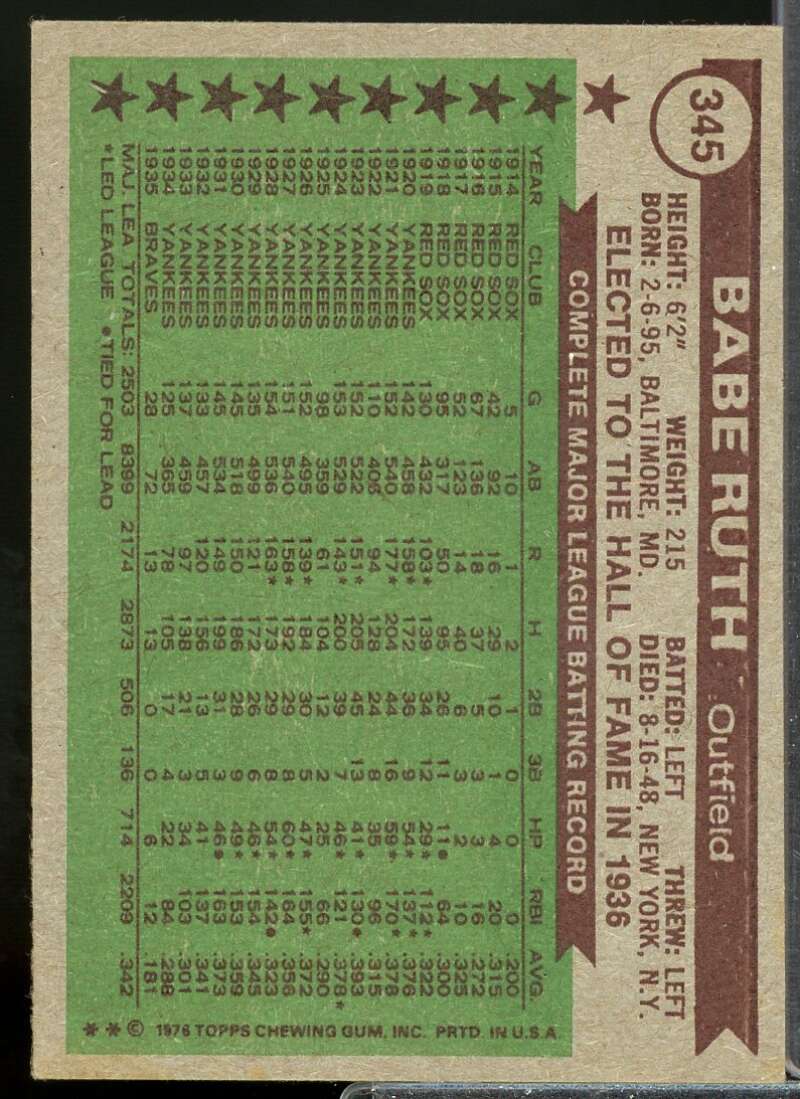 345
BABE RUTH Outfield
HEIGHT: 6'2" WEIGHT: 215 BATTED: LEFT THREW: LEFT
BORN: 2-6-95, BALTIMORE, MD. DIED: 8-16-48, NEW YORK, N.Y.
ELECTED TO THE HALL OF FAME IN 1936
COMPLETE MAJOR LEAGUE BATTING RECORD
YEAR CLUB G AB R H 2B 3B HP RBI AVG
1914 RED SOX 5 10 1 2 1 0 0 0 .200
1915 RED SOX 42 92 16 29 10 1 4 20 .315
1916 RED SOX 67 136 18 37 5 3 3 16 .272
1917 RED SOX 52 123 14 40 6 3 2 10 .325
1918 RED SOX 95 317 50 95 26 11 11• 64 .300
1919 RED SOX 130 432 103* 139 34 12 29* 112* .322
1920 YANKEES 142 458 158* 172 36 9 54* 137* .376
1921 YANKEES 152 540 177* 204 44 16 59* 170* .378
1922 YANKEES 110 406 94 128 24 8 35 96 .315
1923 YANKEES 152 522 151* 205 45 13 41* 130* .393
1924 YANKEES 153 529 143* 200 39 7 46* 121 .378*
1925 YANKEES 98 359 61 104 12 2 25 66 .290
1926 YANKEES 152 495 139* 184 30 5 47* 155* .372
1927 YANKEES 151 540 158* 192 29 8 60* 164 .356
1928 YANKEES 154 536 163* 173 29 8 54* 142• .323
1929 YANKEES 135 499 121 172 26 6 46* 154 .345
1930 YANKEES 145 518 150 186 28 9 49* 153 .359
1931 YANKEES 145 534 149 199 31 3 46• 163 .373
1932 YANKEES 133 457 120 156 13 5 41 137 .341
1933 YANKEES 137 459 97 138 21 3 34 103 .301
1934 YANKEES 125 365 78 105 17 4 22 84 .288
1935 BRAVES 28 72 13 13 0 0 6 12 .181
MAJ. LEA TOTALS: 2503 8399 2174 2873 506 136 714 2209 .342
*LED LEAGUE •TIED FOR LEAD
** © 1976 TOPPS CHEWING GUM, INC. PRTD. IN U.S.A.